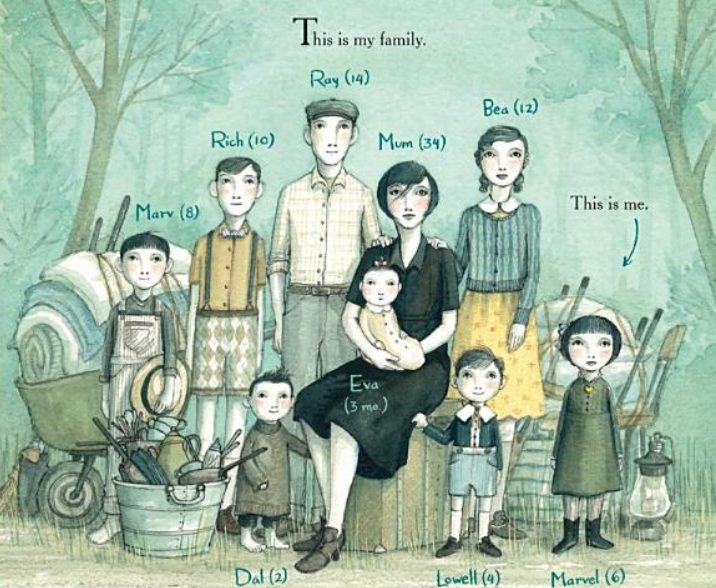 This is my family.
Ray (14)
Bea (12)
Rich (10)
Mum (34)
Marv (8)
This is me.
Eva
(3 mo.)
Dal (2)
Lowell (4)
Marvel (6)